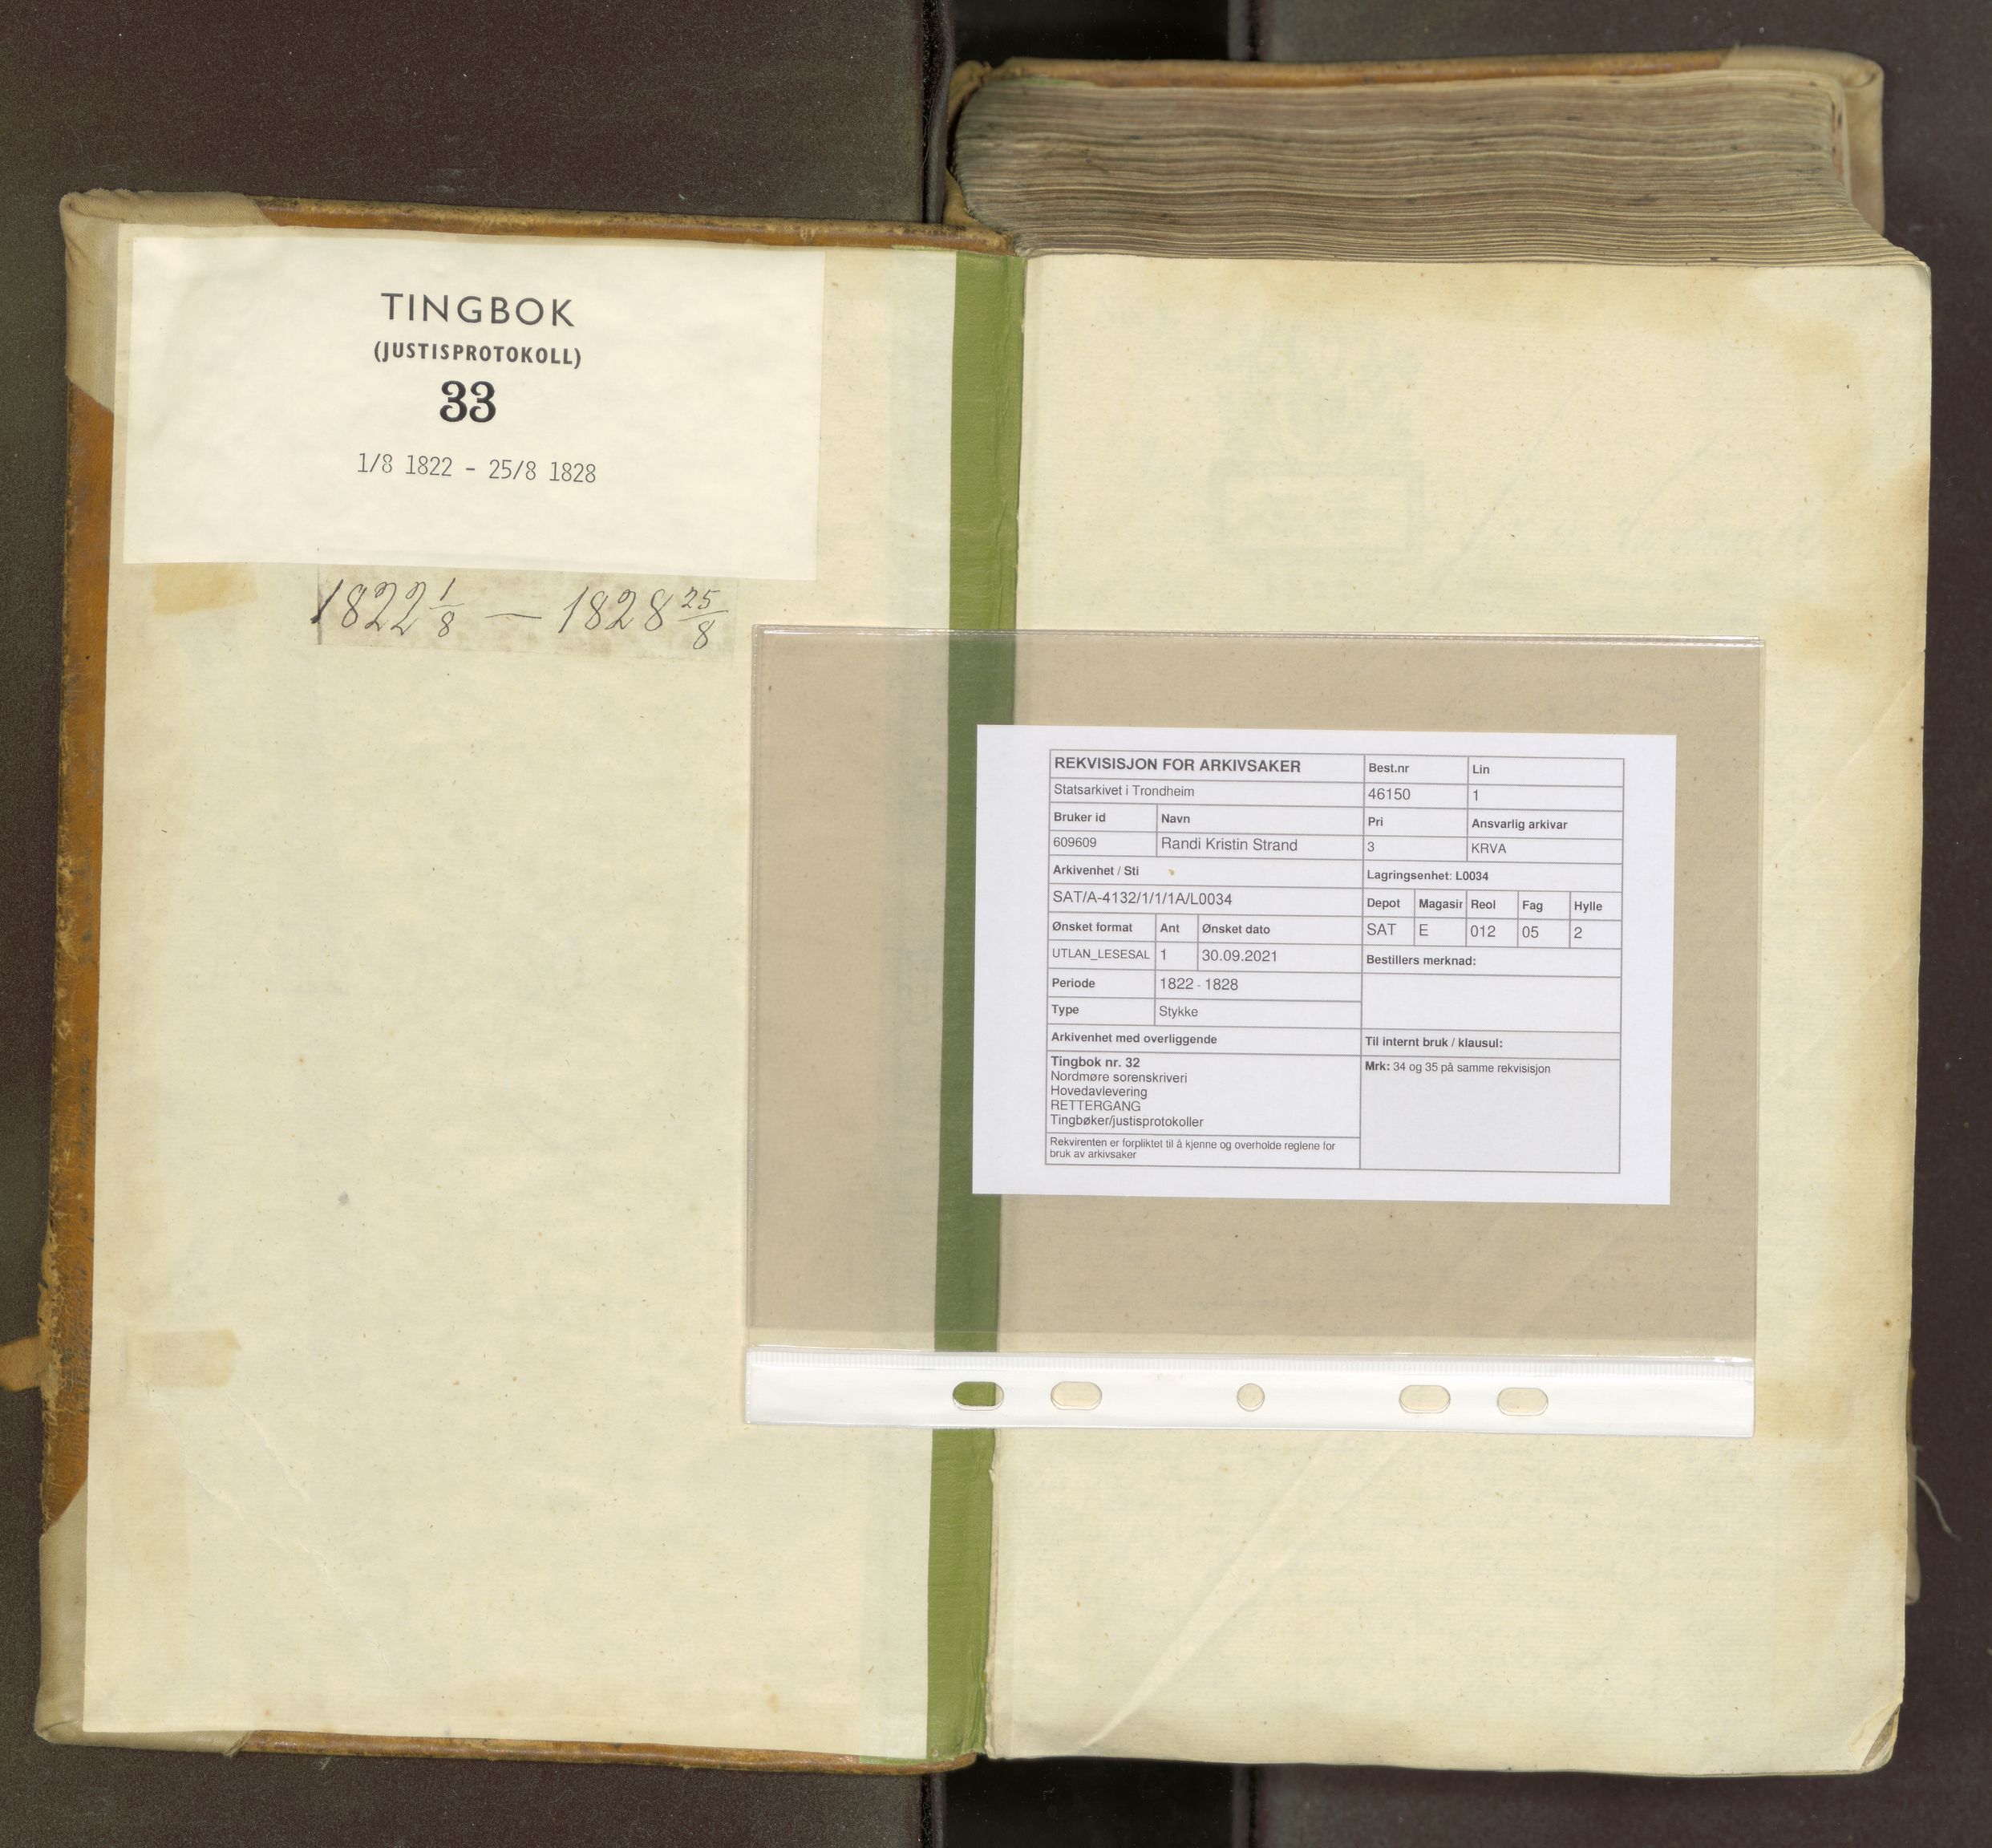 TINGBOK
(JUSTISPROTOKOLL)
33
1/8 1822 - 25/8 1828
1822 1/8 — 1828 25/8
REKVISISJON FOR ARKIVSAKER Best.nr Lin
Statsarkivet i Trondheim 46150 1
Bruker id Navn Pri Ansvarlig arkivar
609609 Randi Kristin Strand 3 KRVA
Arkivenhet / Sti Lagringsenhet: L0034
SAT/A-4132/1/1/1A/L0034 Depot Magasir Reol Fag Hylle
Ønsket format Ant Ønsket dato SAT E 012 05 2
UTLAN_LESESAL 1 30.09.2021 Bestillers merknad:
Periode 1822 - 1828
Type Stykke
Arkivenhet med overliggende Til internt bruk / klausul:
Tingbok nr. 32 Mrk: 34 og 35 på samme rekvisisjon
Nordmøre sorenskriveri
Hovedavlevering
RETTERGANG
Tingbøker/justisprotokoller
Rekvirenten er forpliktet til å kjenne og overholde reglene for
bruk av arkivsaker